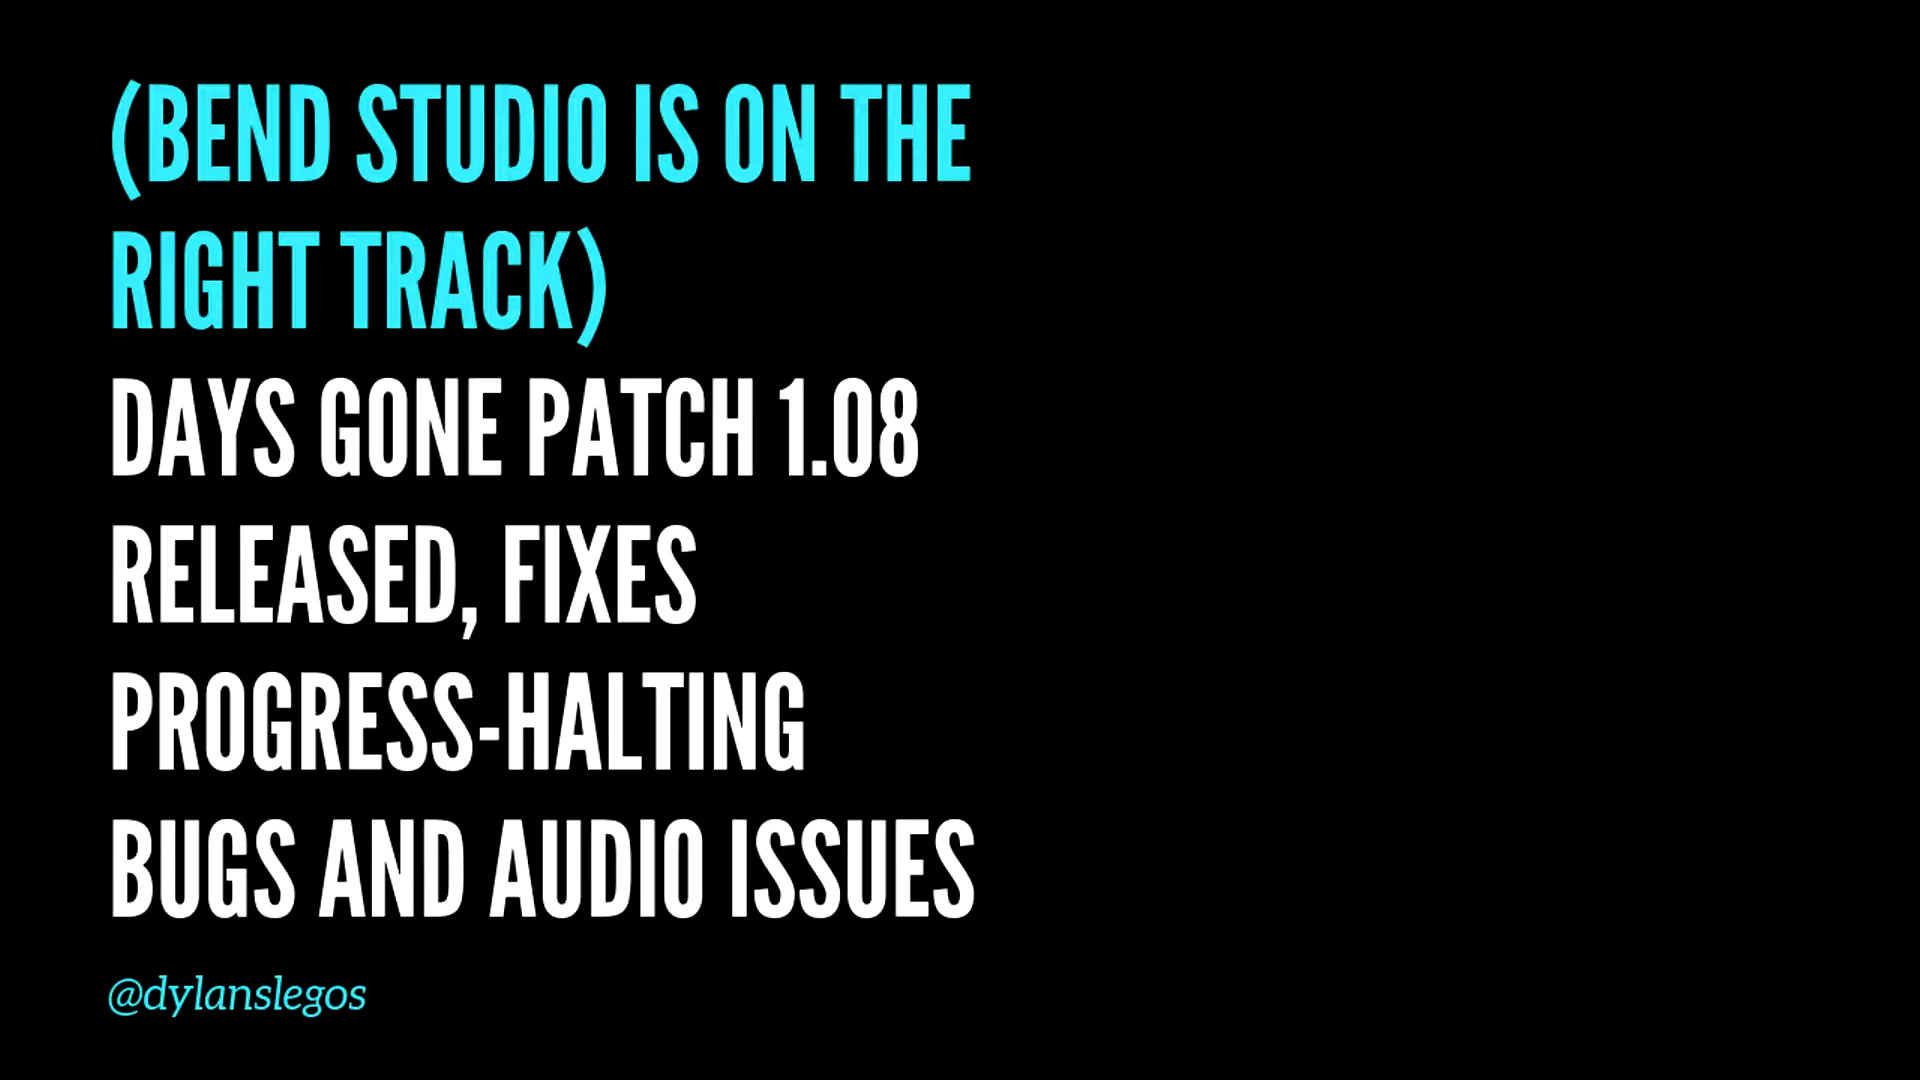 (BEND STUDIO IS ON THE
RIGHT TRACK)
DAYS GONE PATCH 1.08
RELEASED, FIXES
PROGRESS-HALTING
BUGS AND AUDIO ISSUES
@dylanslegos